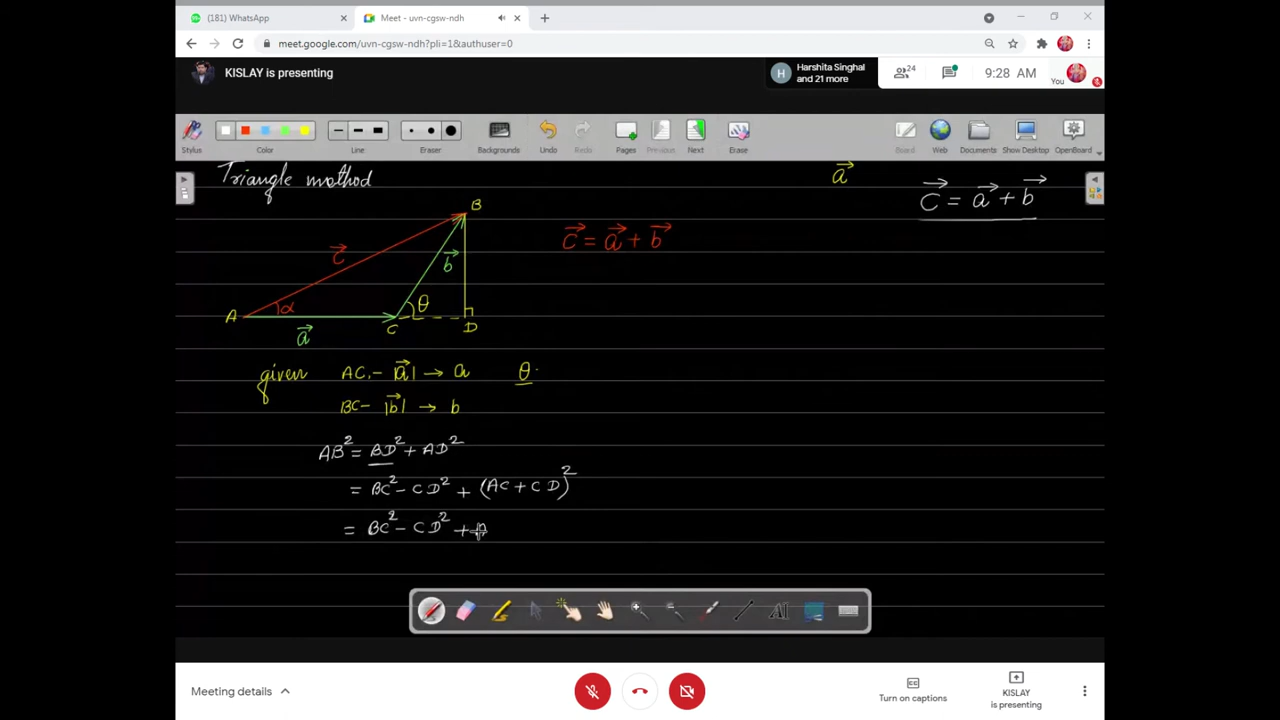 (181) WhatsApp
Meet - uvn-cgsw-ndh
meet.google.com/uvn-cgsw-ndh?pli=1&authuser=0
KISLAY is presenting
H
Harshita Singhal
and 21 more
24
9:28 AM
You
Stylus
Color
Line
Eraser
Backgrounds
Undo
Redo
Pages
Previous
Next
Erase
Board
Web
Documents
Show Desktop
OpenBoard
Triangle method
a⃗
c⃗ = a⃗ + b⃗
B
c⃗
b⃗
c⃗ = a⃗ + b⃗
α
θ
A
C
D
a⃗
given AC - |a⃗| → a θ
BC - |b⃗| → b
AB² = BD² + AD²
= BC² - CD² + (AC + CD)²
= BC² - CD² +
AI
Meeting details
Turn on captions
KISLAY
is presenting